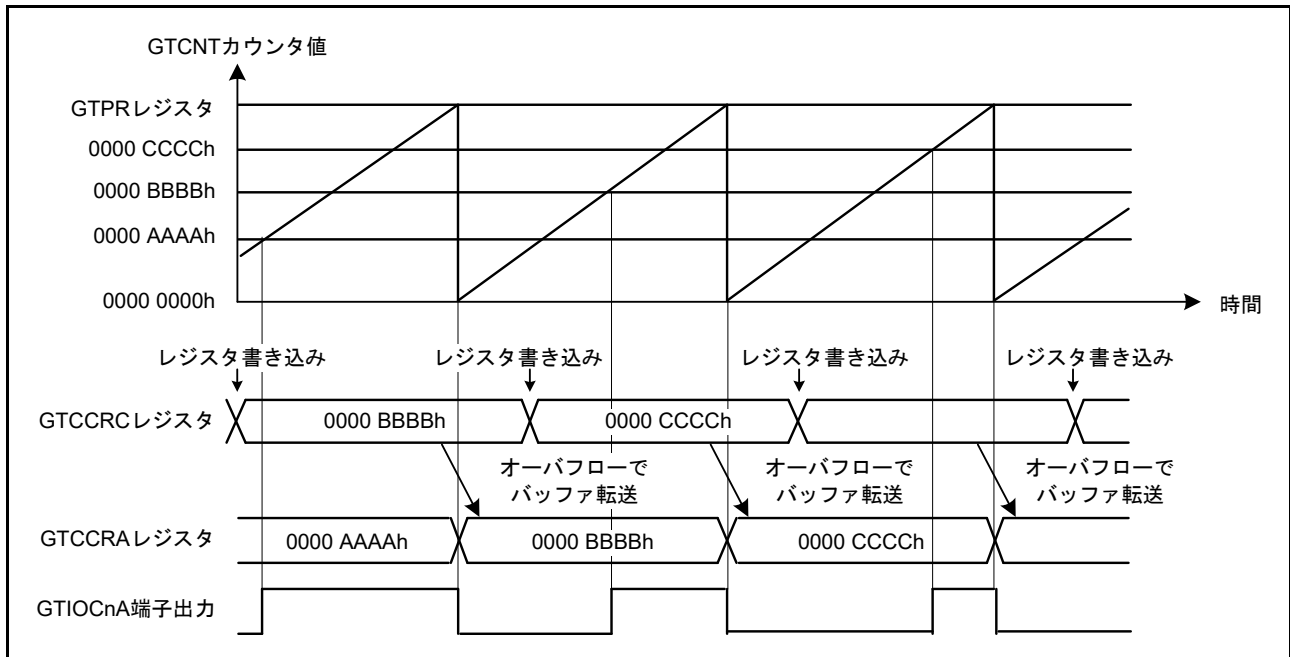 GTCNTカウンタ値
GTPRレジスタ
0000 CCCCh
0000 BBBBh
0000 AAAAh
0000 0000h
時間
レジスタ書き込み
レジスタ書き込み
レジスタ書き込み
レジスタ書き込み
GTCCRCレジスタ
0000 BBBBh
0000 CCCCh
オーバフローで
バッファ転送
オーバフローで
バッファ転送
オーバフローで
バッファ転送
GTCCRAレジスタ
0000 AAAAh
0000 BBBBh
0000 CCCCh
GTIOCnA端子出力